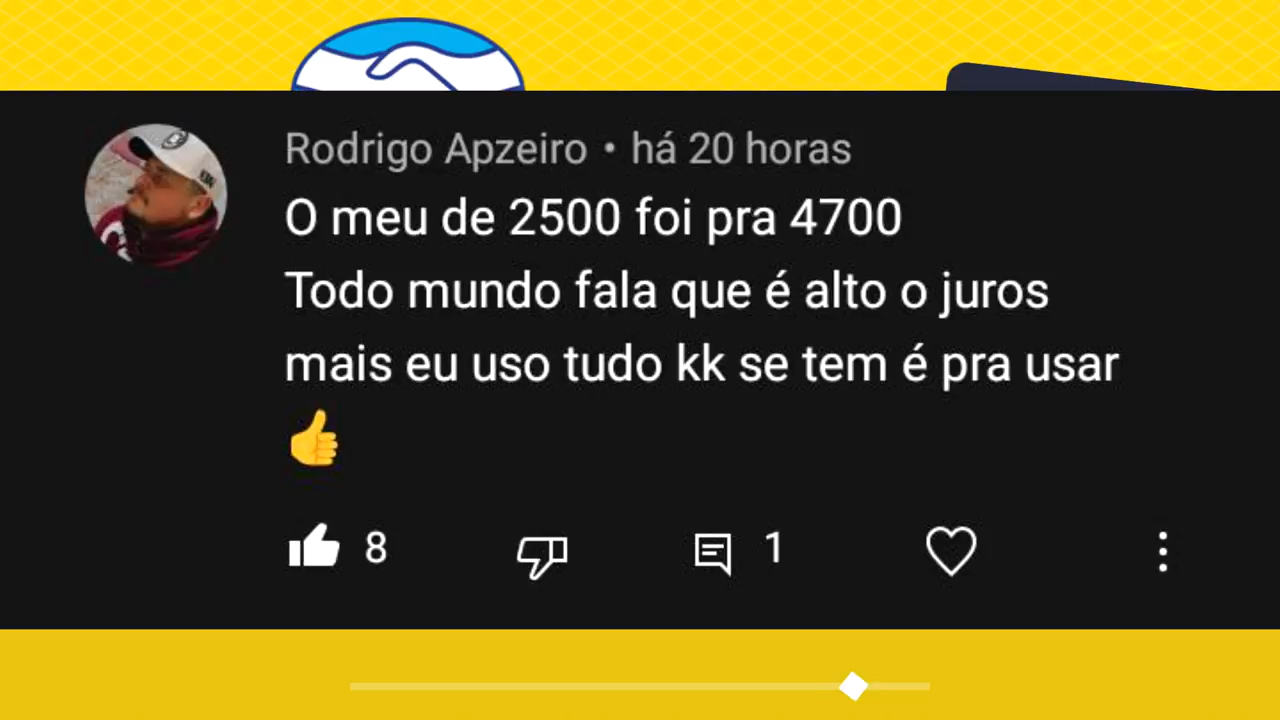 Rodrigo Apzeiro • há 20 horas
O meu de 2500 foi pra 4700
Todo mundo fala que é alto o juros
mais eu uso tudo kk se tem é pra usar
👍
8 1